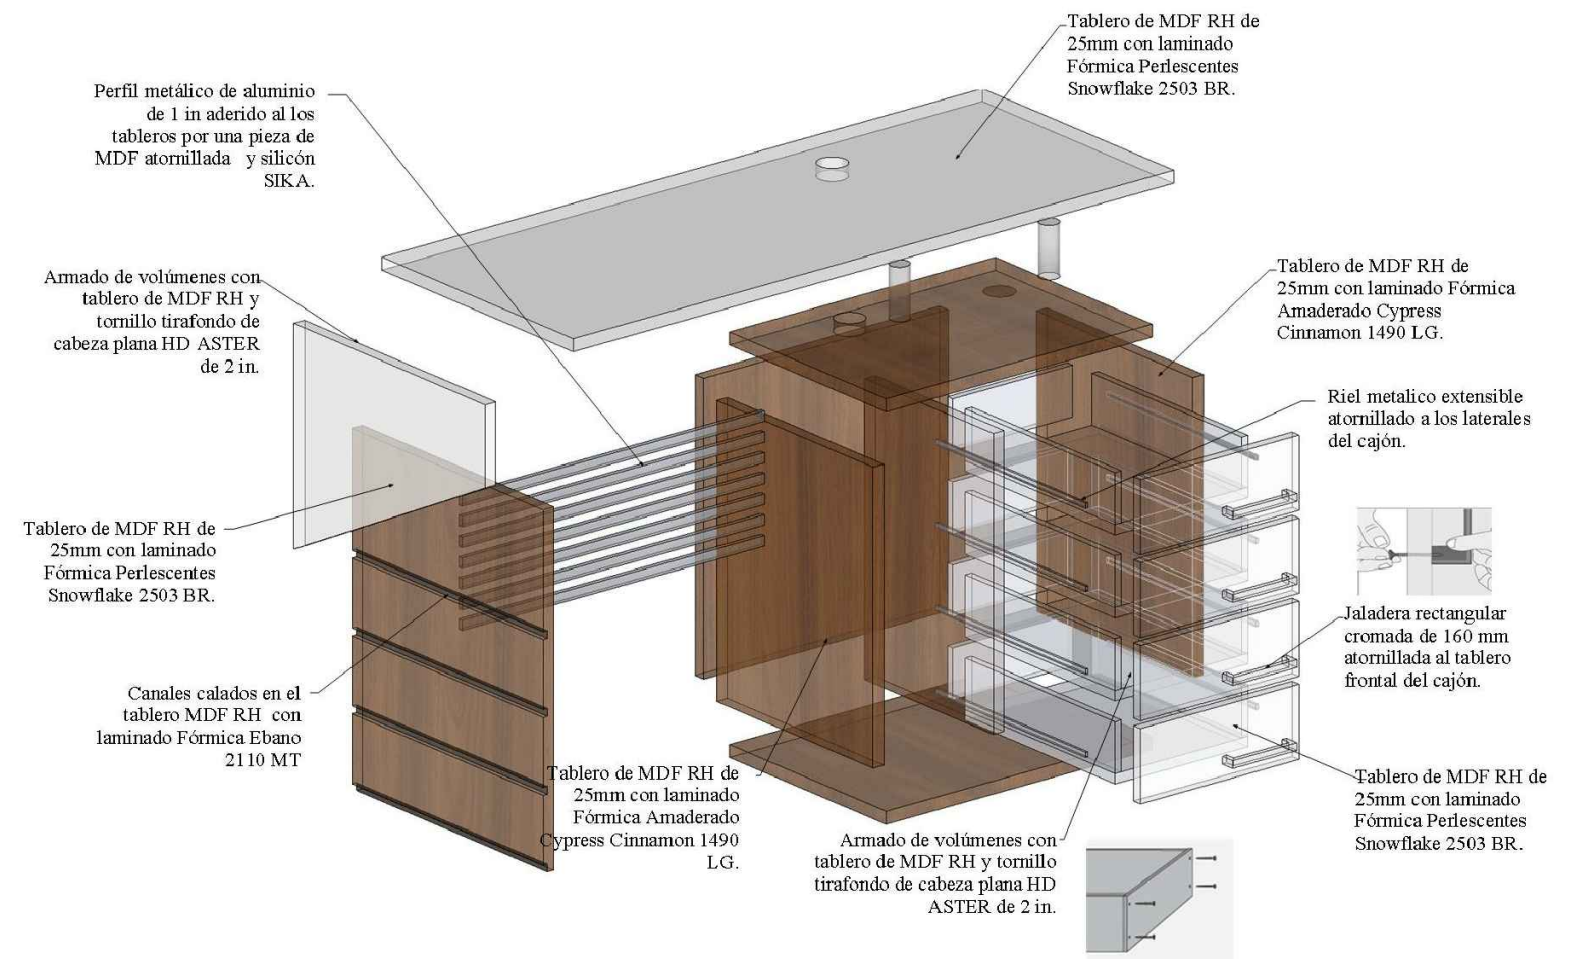 Tablero de MDF RH de
25mm con laminado
Fórmica Perlescentes
Snowflake 2503 BR.
Perfil metálico de aluminio
de 1 in aderido al los
tableros por una pieza de
MDF atornillada y silicón
SIKA.
Armado de volúmenes con
tablero de MDF RH y
tornillo tirafondo de
cabeza plana HD ASTER
de 2 in.
Tablero de MDF RH de
25mm con laminado Fórmica
Amaderado Cypress
Cinnamon 1490 LG.
Riel metalico extensible
atornillado a los laterales
del cajón.
Tablero de MDF RH de
25mm con laminado
Fórmica Perlescentes
Snowflake 2503 BR.
Jaladera rectangular
cromada de 160 mm
atornillada al tablero
frontal del cajón.
Canales calados en el
tablero MDF RH con
laminado Fórmica Ebano
2110 MT
Tablero de MDF RH de
25mm con laminado
Fórmica Amaderado
Cypress Cinnamon 1490
LG.
Armado de volúmenes con
tablero de MDF RH y tornillo
tirafondo de cabeza plana HD
ASTER de 2 in.
Tablero de MDF RH de
25mm con laminado
Fórmica Perlescentes
Snowflake 2503 BR.